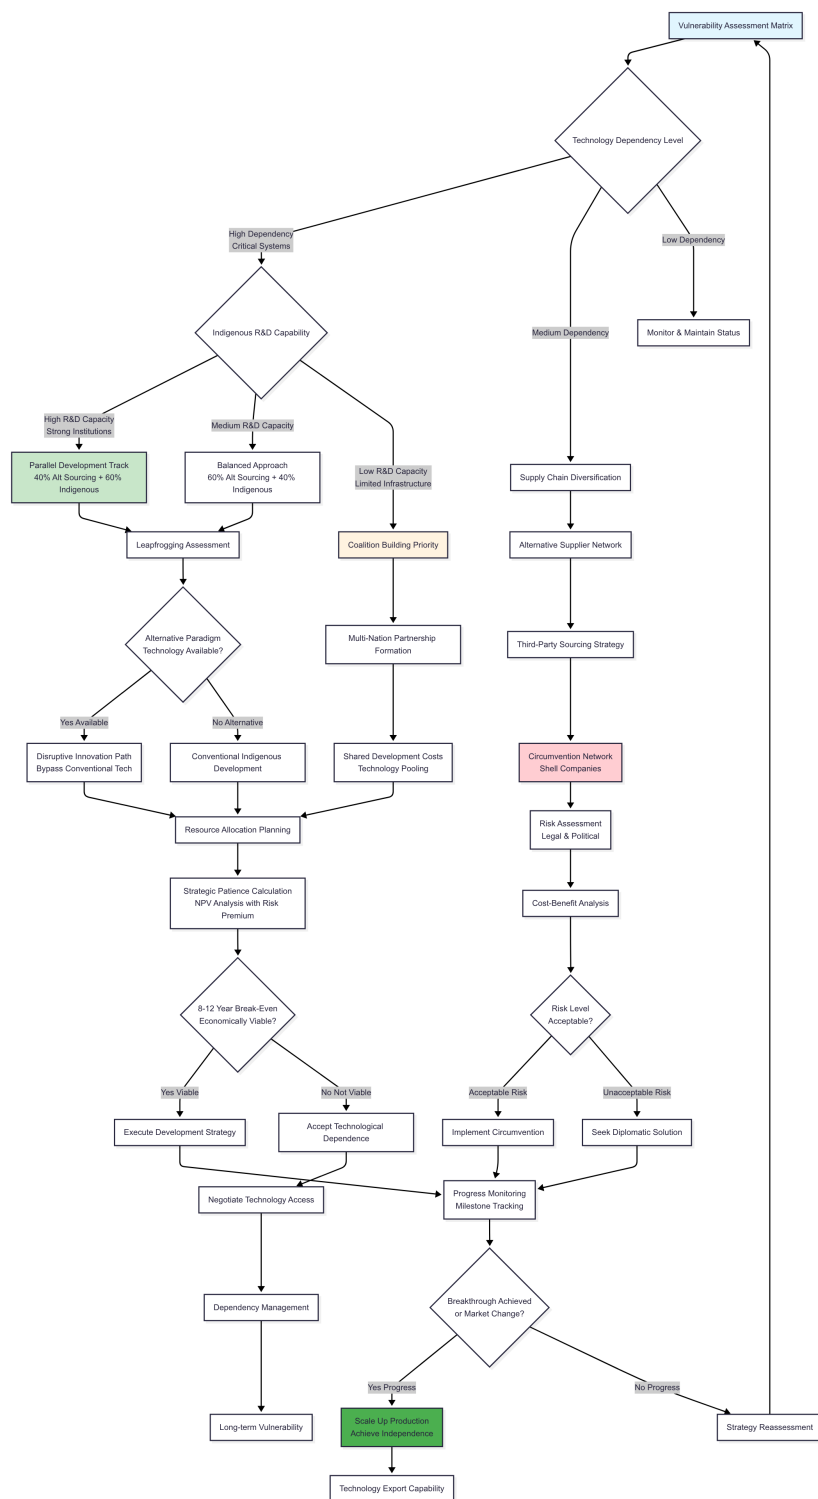 Vulnerability Assessment Matrix
Technology Dependency Level
High Dependency
Critical Systems
Low Dependency
Indigenous R&D Capability
Medium Dependency
Monitor & Maintain Status
High R&D Capacity
Strong Institutions
Medium R&D Capacity
Low R&D Capacity
Limited Infrastructure
Parallel Development Track
40% Alt Sourcing + 60%
Indigenous
Balanced Approach
60% Alt Sourcing + 40%
Indigenous
Supply Chain Diversification
Leapfrogging Assessment
Coalition Building Priority
Alternative Supplier Network
Alternative Paradigm
Technology Available?
Multi-Nation Partnership
Formation
Third-Party Sourcing Strategy
Yes Available
No Alternative
Disruptive Innovation Path
Bypass Conventional Tech
Conventional Indigenous
Development
Shared Development Costs
Technology Pooling
Circumvention Network
Shell Companies
Resource Allocation Planning
Risk Assessment
Legal & Political
Strategic Patience Calculation
NPV Analysis with Risk
Premium
Cost-Benefit Analysis
8-12 Year Break-Even
Economically Viable?
Risk Level
Acceptable?
Yes Viable
No Not Viable
Acceptable Risk
Unacceptable Risk
Execute Development Strategy
Accept Technological
Dependence
Implement Circumvention
Seek Diplomatic Solution
Negotiate Technology Access
Progress Monitoring
Milestone Tracking
Dependency Management
Breakthrough Achieved
or Market Change?
Yes Progress
No Progress
Long-term Vulnerability
Scale Up Production
Achieve Independence
Strategy Reassessment
Technology Export Capability